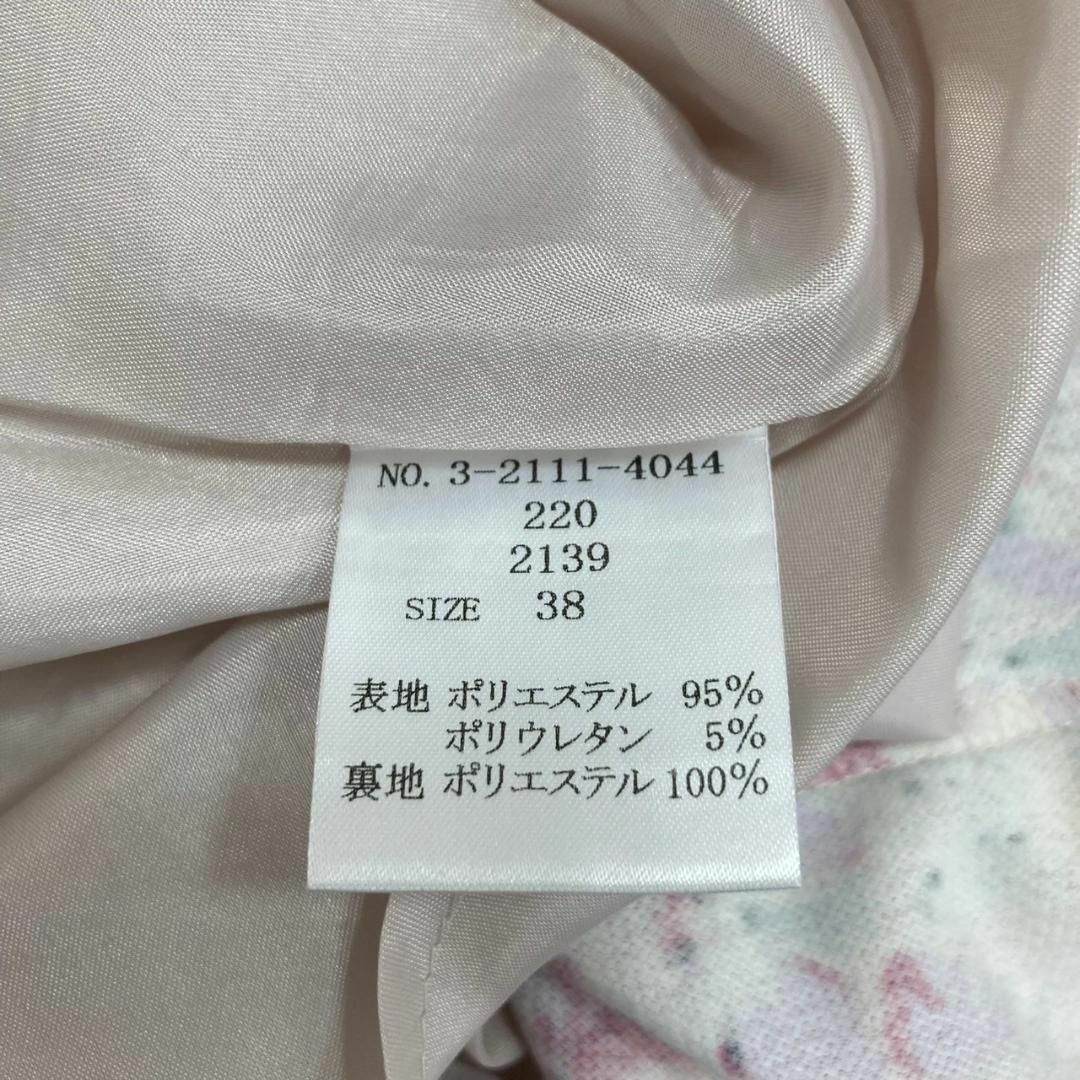 NO. 3-2111-4044
220
2139
SIZE 38
表地 ポリエステル 95%
ポリウレタン 5%
裏地 ポリエステル 100%